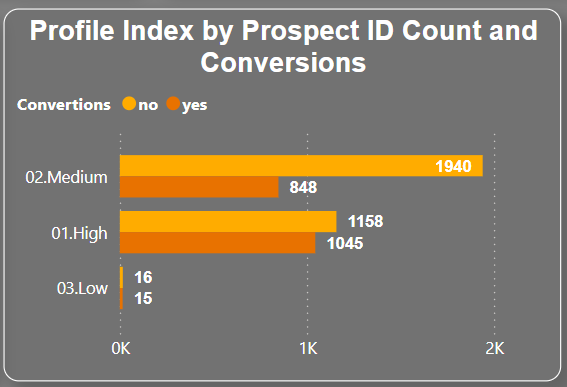 Profile Index by Prospect ID Count and
Conversions
Convertions no yes
02.Medium 1940
848
01.High 1158
1045
03.Low 16
15
0K 1K 2K